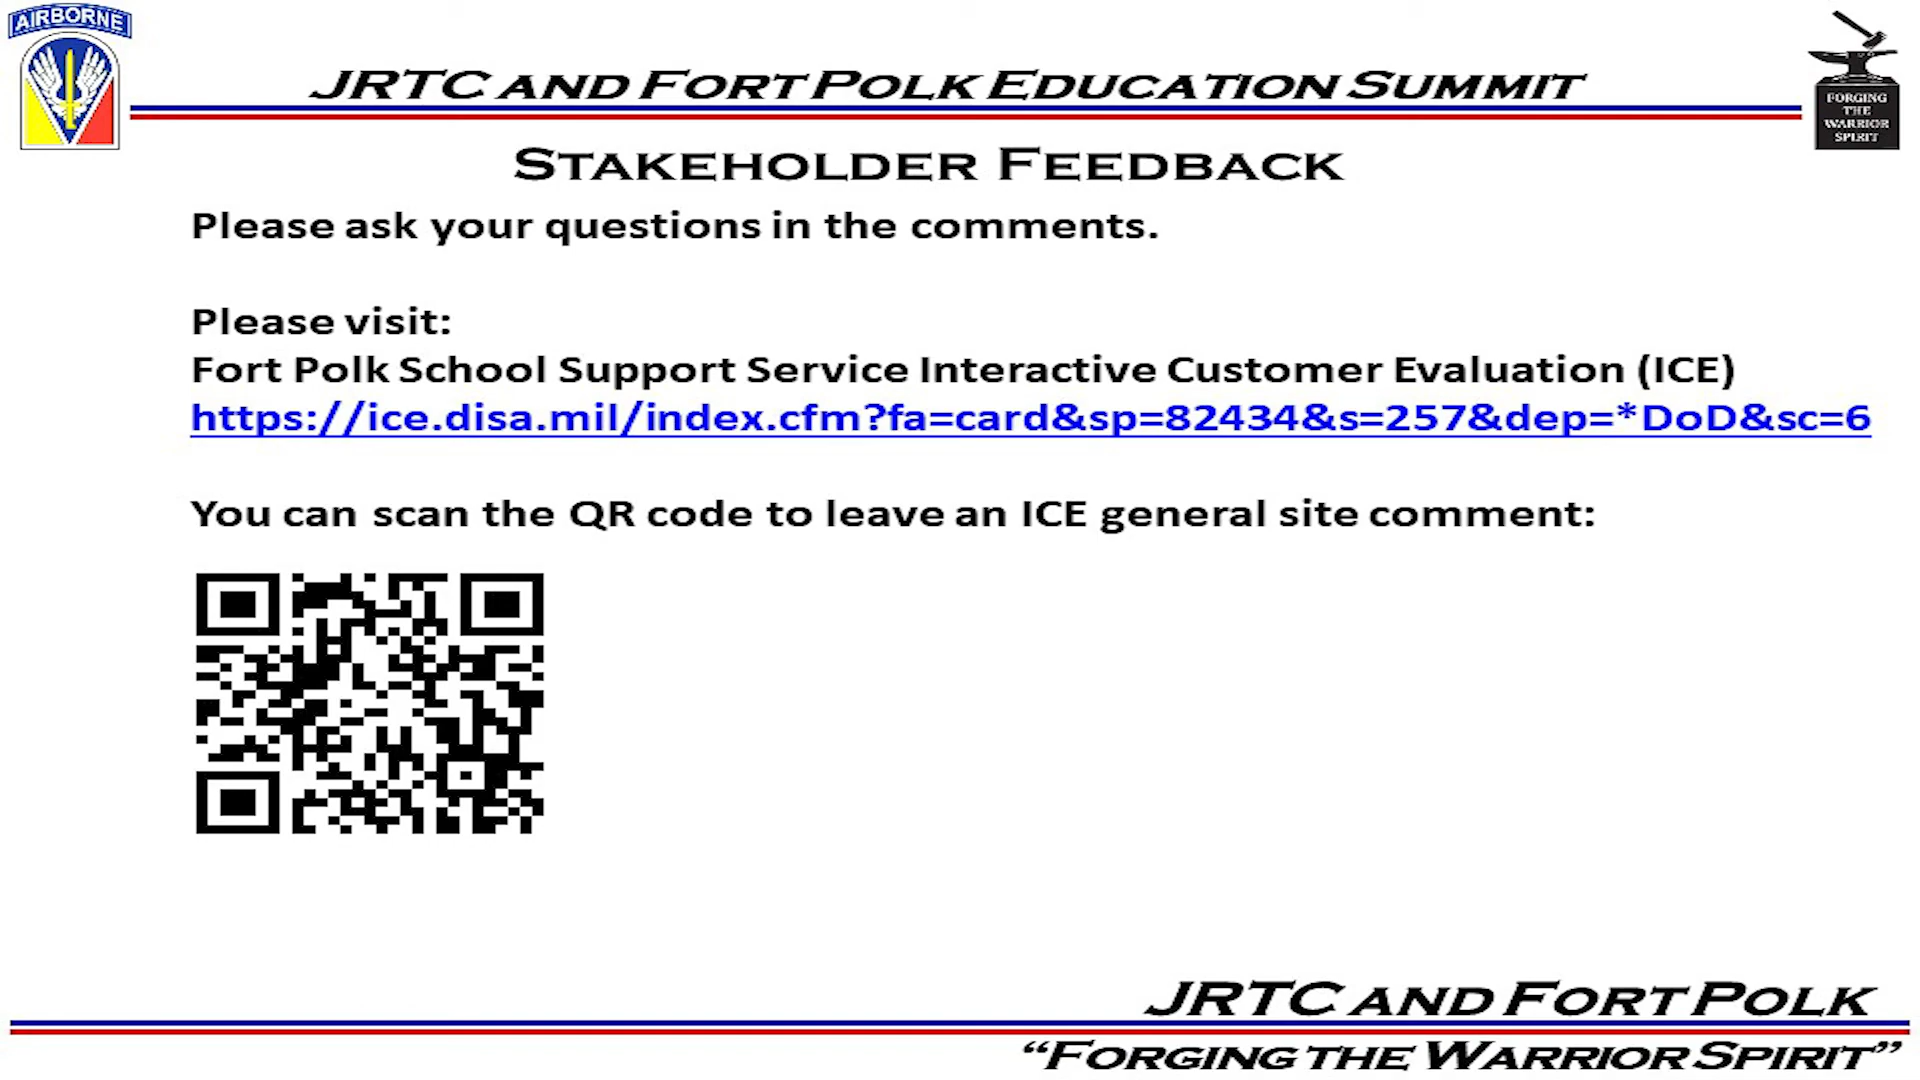 AIRBORNE
JRTC AND FORT POLK EDUCATION SUMMIT
FORGING
THE
WARRIOR
SPIRIT
STAKEHOLDER FEEDBACK
Please ask your questions in the comments.
Please visit:
Fort Polk School Support Service Interactive Customer Evaluation (ICE)
https://ice.disa.mil/index.cfm?fa=card&sp=82434&s=257&dep=*DoD&sc=6
You can scan the QR code to leave an ICE general site comment:
JRTC AND FORT POLK
“FORGING THE WARRIOR SPIRIT”